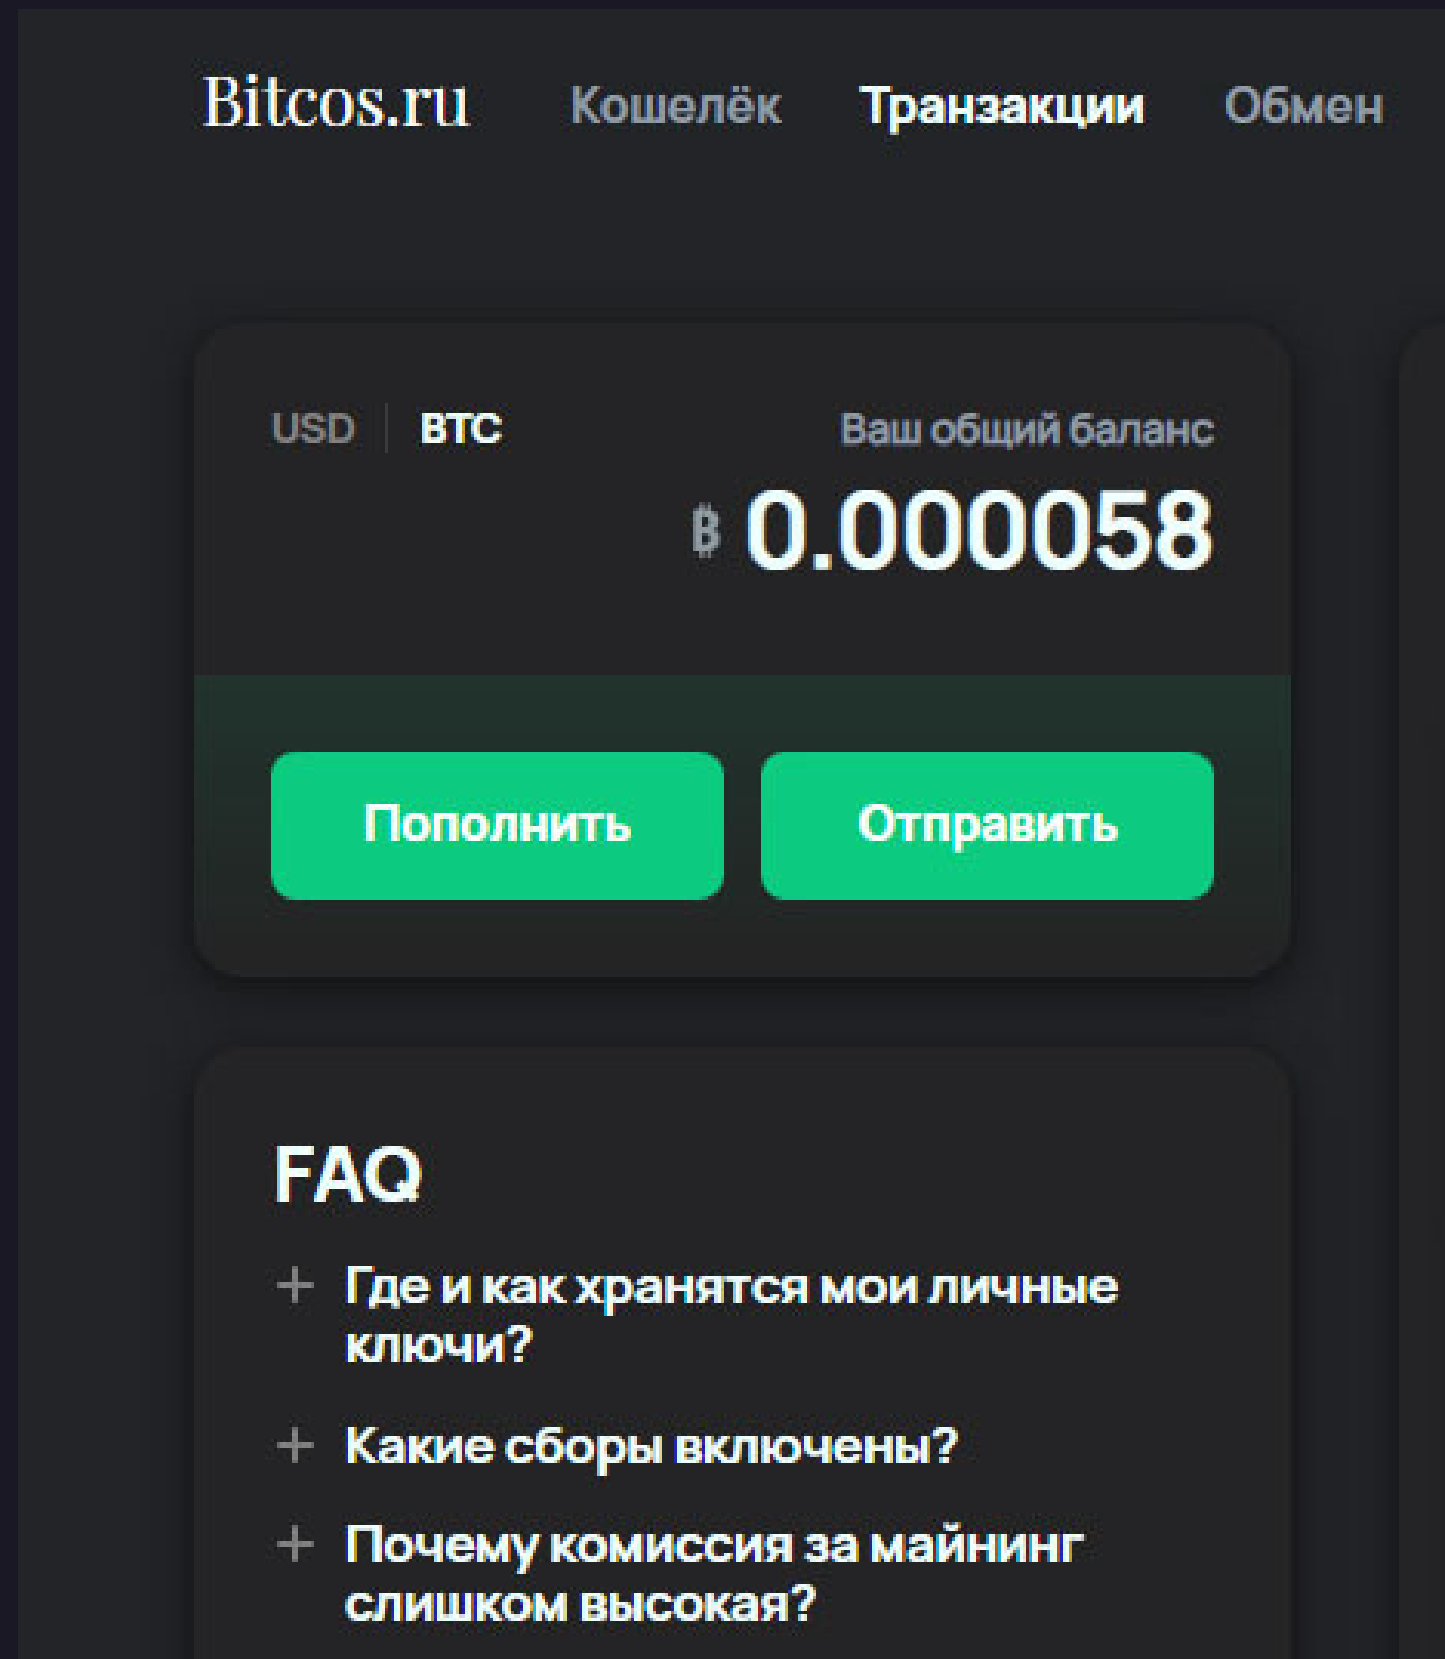 Bitcos.ru Кошелёк Транзакции Обмен
USD BTC Ваш общий баланс
₿ 0.000058
Пополнить Отправить
FAQ
+ Где и как хранятся мои личные
ключи?
+ Какие сборы включены?
+ Почему комиссия за майнинг
слишком высокая?